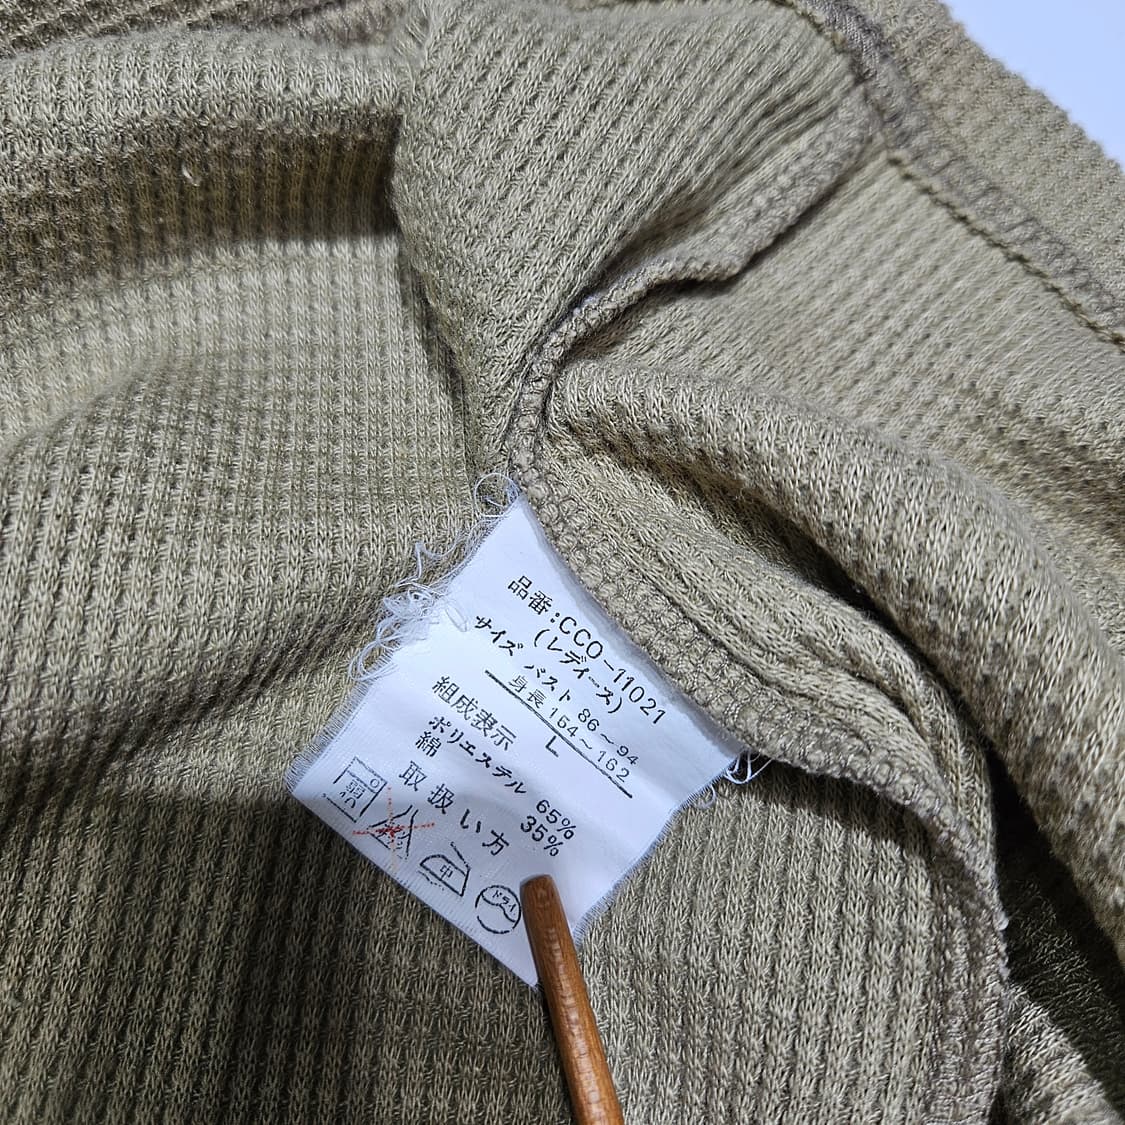 品番:CCO-11021
(レディース)
サイズ バスト 86～94
身長 154～162
L
組成表示
ポリエステル 65%
綿 35%
取扱い方
弱
中
ドライ